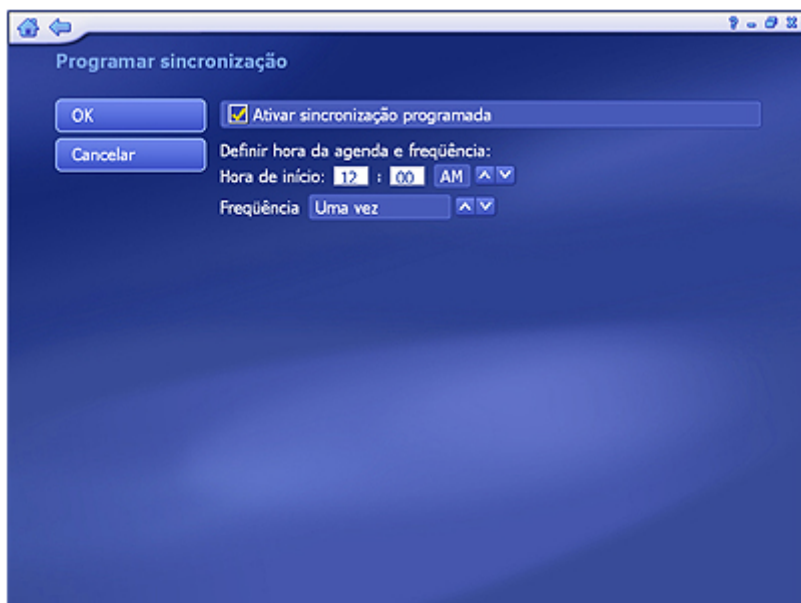 Programar sincronização
OK
Ativar sincronização programada
Cancelar
Definir hora da agenda e freqüência:
Hora de início: 12 : 00 AM
Freqüência Uma vez